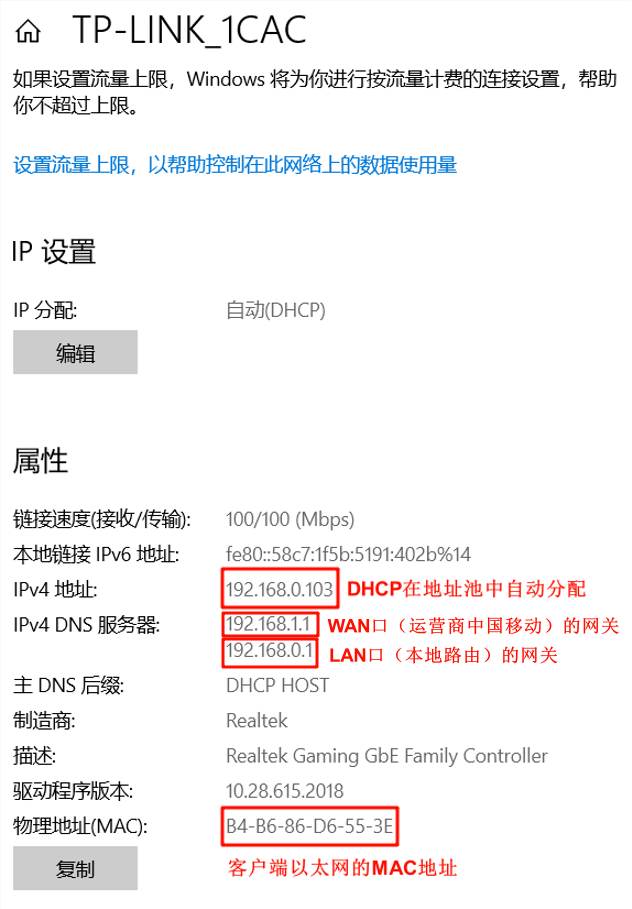 TP-LINK_1CAC
如果设置流量上限，Windows 将为你进行按流量计费的连接设置，帮助
你不超过上限。
设置流量上限，以帮助控制在此网络上的数据使用量
IP 设置
IP 分配: 自动(DHCP)
编辑
属性
链接速度(接收/传输): 100/100 (Mbps)
本地链接 IPv6 地址: fe80::58c7:1f5b:5191:402b%14
IPv4 地址: 192.168.0.103 DHCP在地址池中自动分配
IPv4 DNS 服务器: 192.168.1.1 WAN口（运营商中国移动）的网关
192.168.0.1 LAN口（本地路由）的网关
主 DNS 后缀: DHCP HOST
制造商: Realtek
描述: Realtek Gaming GbE Family Controller
驱动程序版本: 10.28.615.2018
物理地址(MAC): B4-B6-86-D6-55-3E
复制 客户端以太网的MAC地址